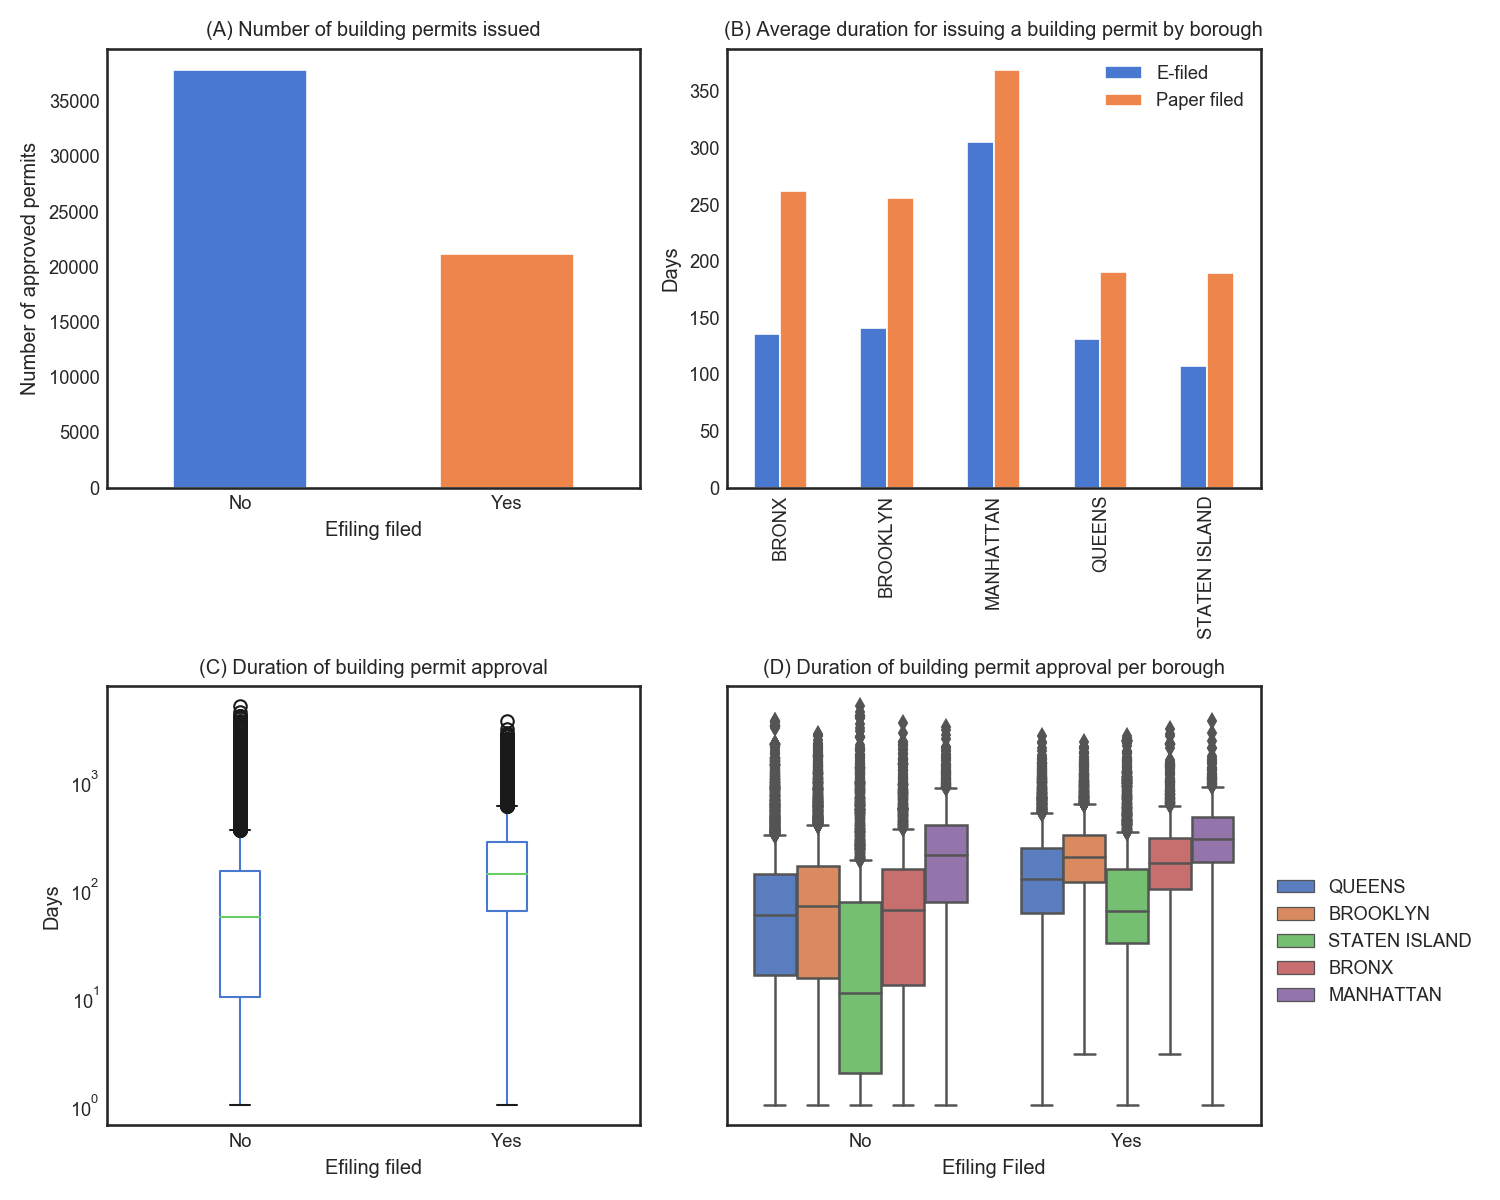 (A) Number of building permits issued
Number of approved permits
35000
30000
25000
20000
15000
10000
5000
0
No
Yes
Efiling filed
(B) Average duration for issuing a building permit by borough
E-filed
Paper filed
Days
350
300
250
200
150
100
50
0
BRONX
BROOKLYN
MANHATTAN
QUEENS
STATEN ISLAND
(C) Duration of building permit approval
Days
10^3
10^2
10^1
10^0
No
Yes
Efiling filed
(D) Duration of building permit approval per borough
No
Yes
Efiling Filed
QUEENS
BROOKLYN
STATEN ISLAND
BRONX
MANHATTAN